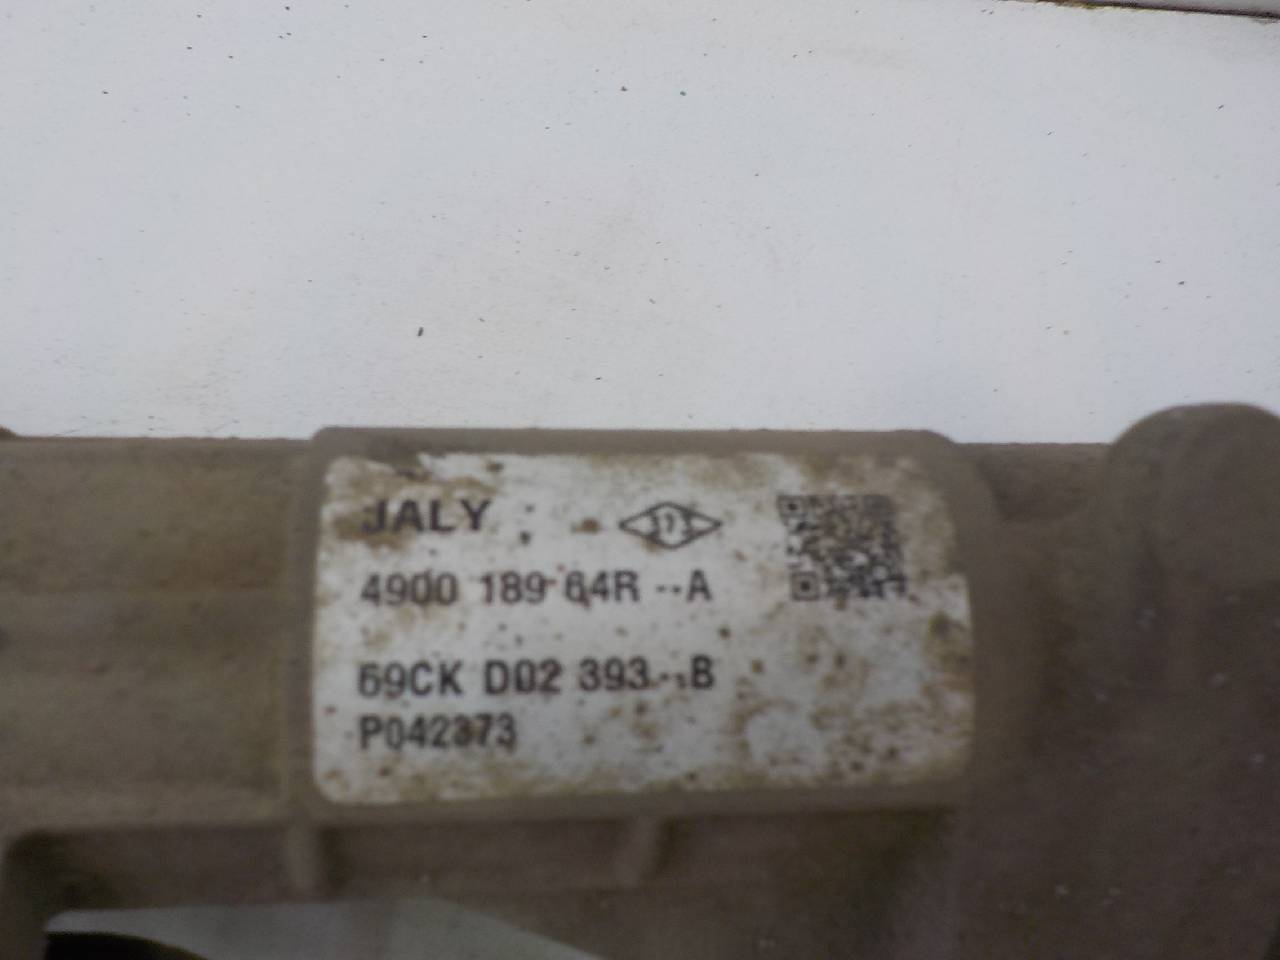 JALY
4900 189 64R --A
69CK D02 393--B
P042373